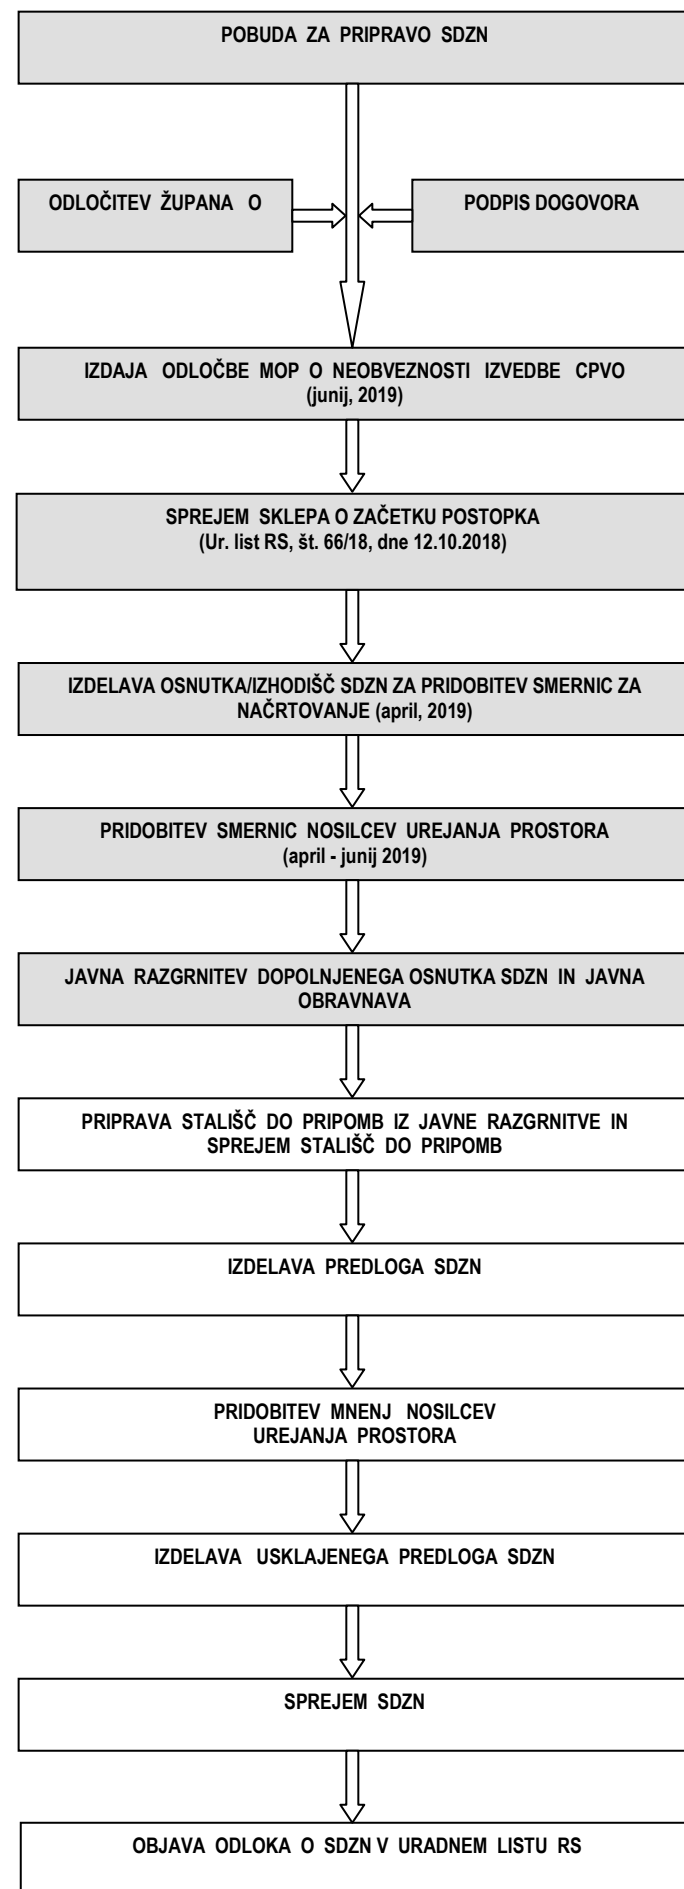 POBUDA ZA PRIPRAVO SDZN
ODLOČITEV ŽUPANA O
PODPIS DOGOVORA
IZDAJA ODLOČBE MOP O NEOBVEZNOSTI IZVEDBE CPVO
(junij, 2019)
SPREJEM SKLEPA O ZAČETKU POSTOPKA
(Ur. list RS, št. 66/18, dne 12.10.2018)
IZDELAVA OSNUTKA/IZHODIŠČ SDZN ZA PRIDOBITEV SMERNIC ZA
NAČRTOVANJE (april, 2019)
PRIDOBITEV SMERNIC NOSILCEV UREJANJA PROSTORA
(april - junij 2019)
JAVNA RAZGRNITEV DOPOLNJENEGA OSNUTKA SDZN IN JAVNA
OBRAVNAVA
PRIPRAVA STALIŠČ DO PRIPOMB IZ JAVNE RAZGRNITVE IN
SPREJEM STALIŠČ DO PRIPOMB
IZDELAVA PREDLOGA SDZN
PRIDOBITEV MNENJ NOSILCEV
UREJANJA PROSTORA
IZDELAVA USKLAJENEGA PREDLOGA SDZN
SPREJEM SDZN
OBJAVA ODLOKA O SDZN V URADNEM LISTU RS